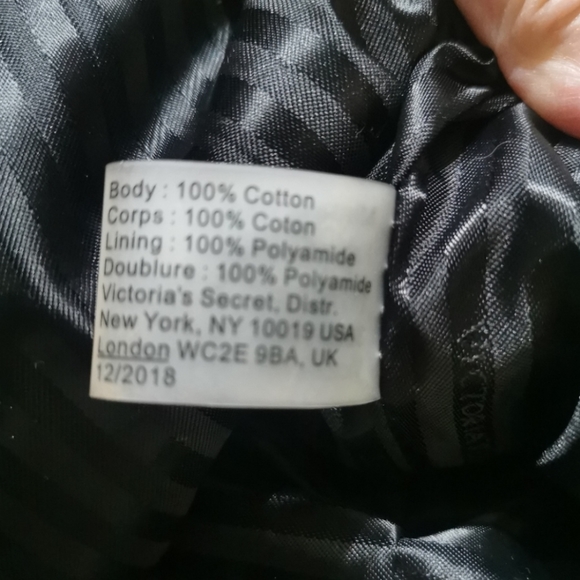 Body : 100% Cotton
Corps : 100% Coton
Lining : 100% Polyamide
Doublure : 100% Polyamide
Victoria's Secret, Distr.
New York, NY 10019 USA
London WC2E 9BA, UK
12/2018